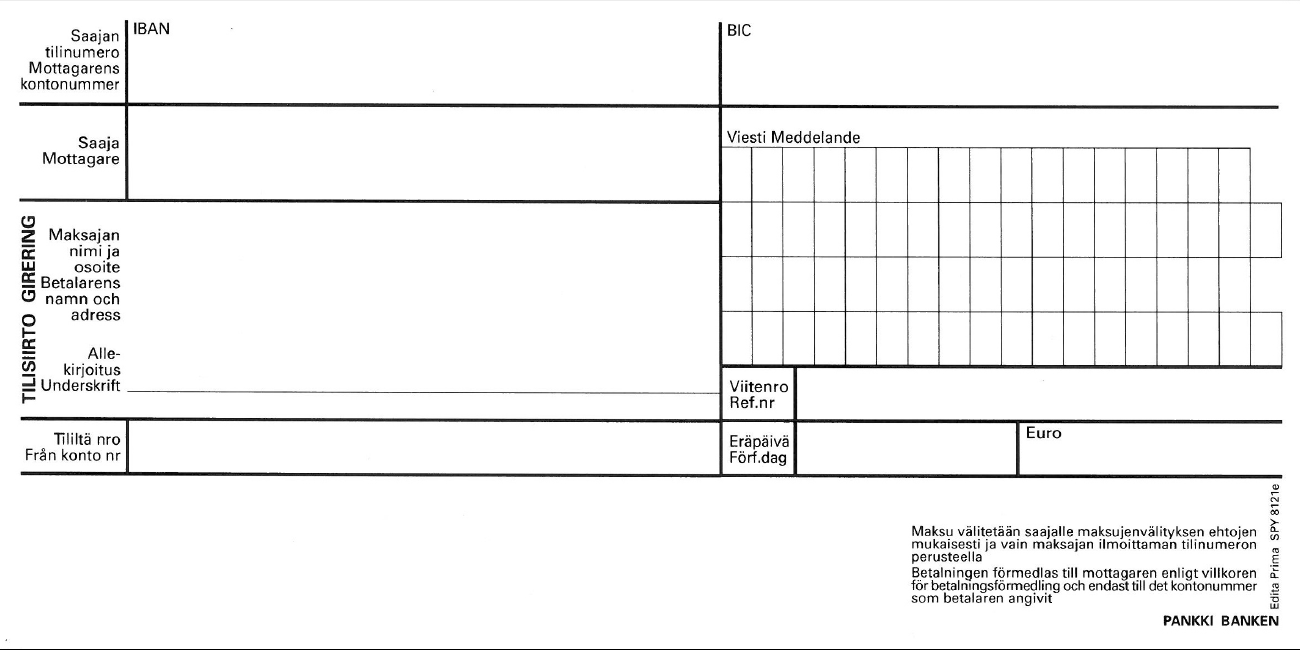 Saajan
tilinumero
Mottagarens
kontonummer
IBAN
BIC
Saaja
Mottagare
Viesti Meddelande
TILISIIRTO GIRERING
Maksajan
nimi ja
osoite
Betalarens
namn och
adress
Alle-
kirjoitus
Underskrift
Viitenro
Ref.nr
Tililtä nro
Från konto nr
Eräpäivä
Förf.dag
Euro
Maksu välitetään saajalle maksujenvälityksen ehtojen
mukaisesti ja vain maksajan ilmoittaman tilinumeron
perusteella
Betalningen förmedlas till mottagaren enligt villkoren
för betalningsförmedling och endast till det kontonummer
som betalaren angivit
PANKKI BANKEN
Edita Prima SPY 8121e